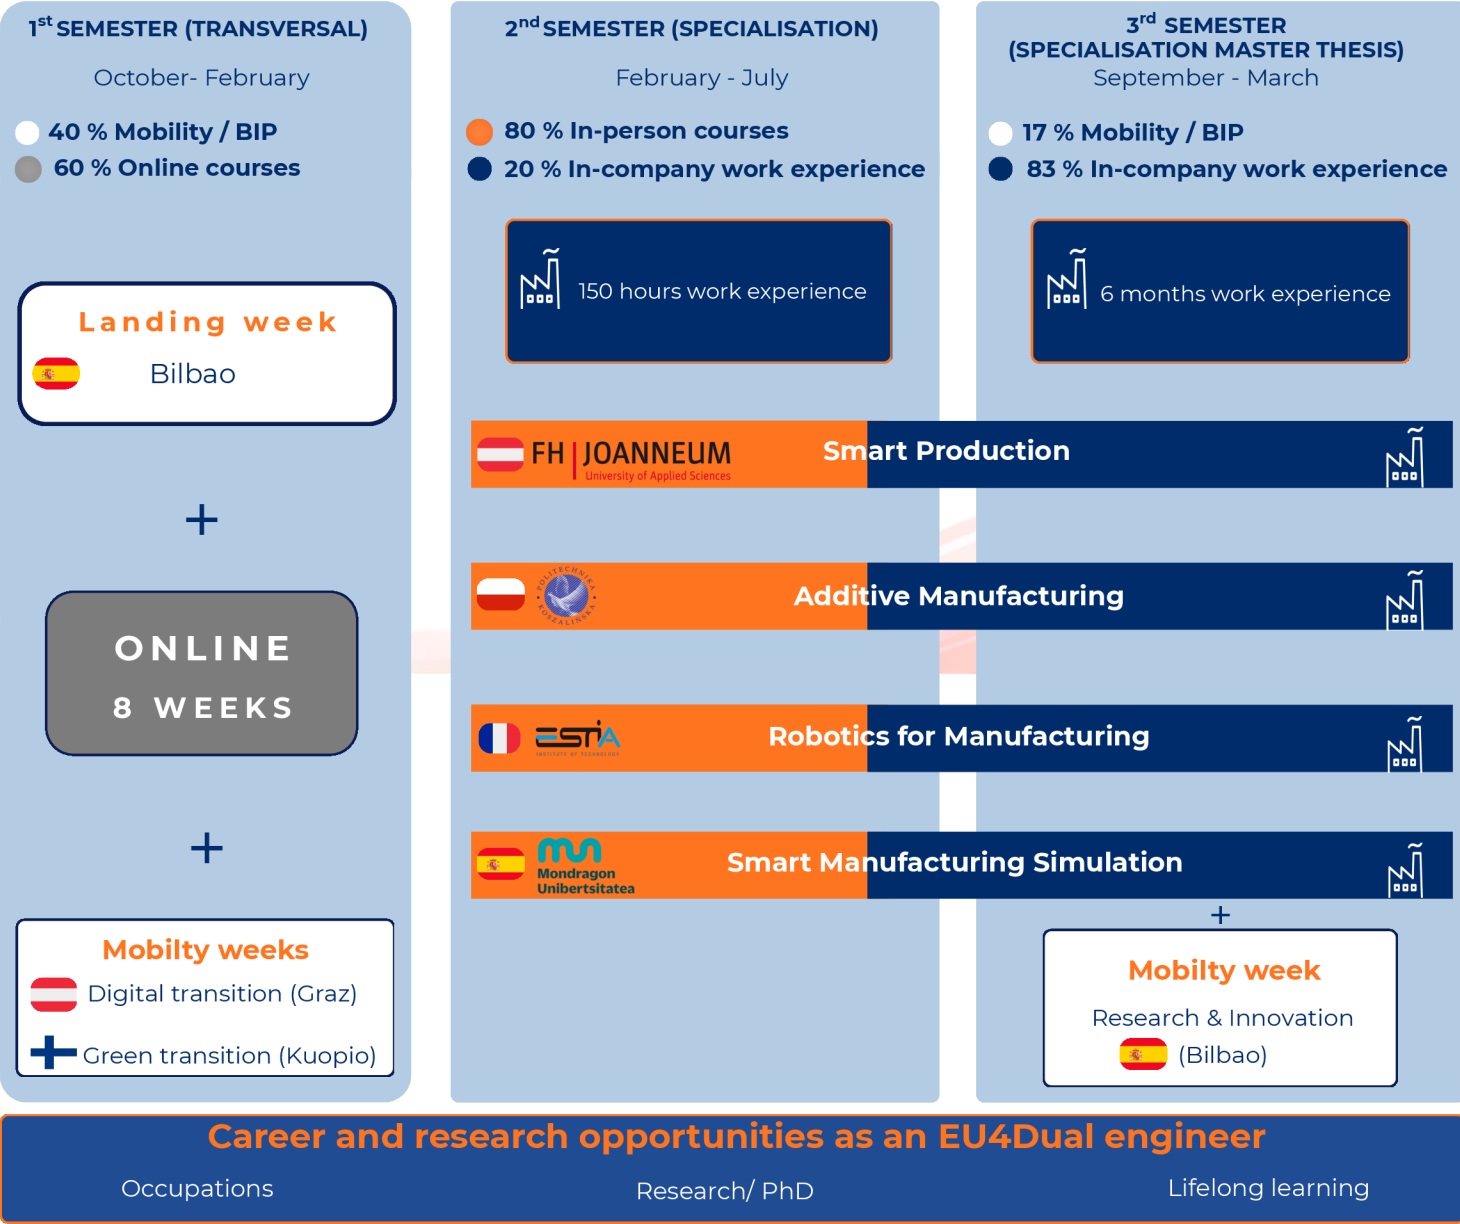 1st SEMESTER (TRANSVERSAL)
October- February
40 % Mobility / BIP
60 % Online courses
Landing week
Bilbao
+
ONLINE
8 WEEKS
+
Mobilty weeks
Digital transition (Graz)
Green transition (Kuopio)
2nd SEMESTER (SPECIALISATION)
February - July
80 % In-person courses
20 % In-company work experience
150 hours work experience
3rd SEMESTER
(SPECIALISATION MASTER THESIS)
September - March
17 % Mobility / BIP
83 % In-company work experience
6 months work experience
FH JOANNEUM
University of Applied Sciences
Smart Production
POLITECHNIKA KOSZALIŃSKA
Additive Manufacturing
ESTIA
INSTITUTE OF TECHNOLOGY
Robotics for Manufacturing
Mondragon
Unibertsitatea
Smart Manufacturing Simulation
+
Mobilty week
Research & Innovation
(Bilbao)
Career and research opportunities as an EU4Dual engineer
Occupations
Research/ PhD
Lifelong learning